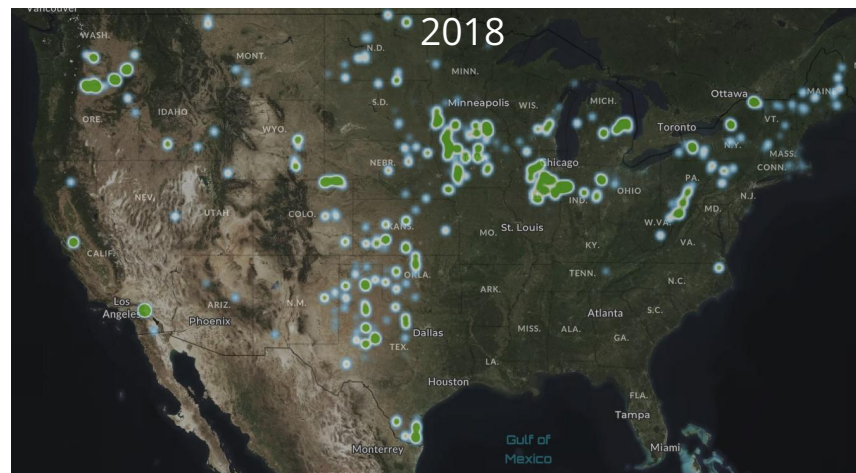 Vancouver
2018
WASH.
N.D.
MONT.
MINN.
Ottawa
MAINE
S.D.
Minneapolis
WIS.
MICH.
ORE.
IDAHO
Toronto
VT.
WYO.
N.Y.
MASS.
NEBR.
Chicago
CONN.
PA.
NEV.
OHIO
N.J.
UTAH
IND.
COLO.
MD.
W.VA.
KANS.
MO.
St. Louis
VA.
CALIF.
KY.
OKLA.
TENN.
N.C.
Los
Angeles
ARIZ.
N.M.
ARK.
S.C.
Phoenix
Atlanta
Dallas
MISS.
ALA.
GA.
TEX.
LA.
Houston
FLA.
Tampa
Gulf of
Mexico
Monterrey
Miami